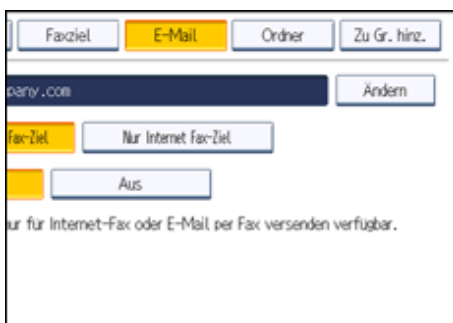 Faxziel E-Mail Ordner Zu Gr. hinz.
pany.com Ändern
Fax-Ziel Nur Internet Fax-Ziel
Aus
ur für Internet-Fax oder E-Mail per Fax versenden verfügbar.